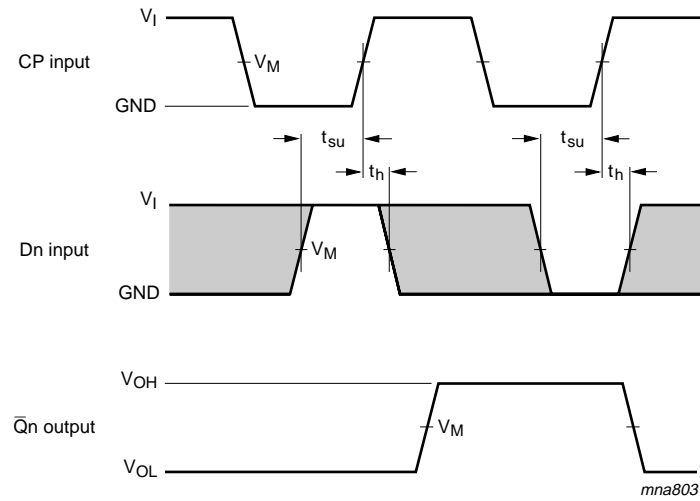 V_I
CP input
V_M
GND
t_su
t_su
t_h
t_h
V_I
Dn input
V_M
GND
V_OH
Q̅n output
V_M
V_OL
mna803